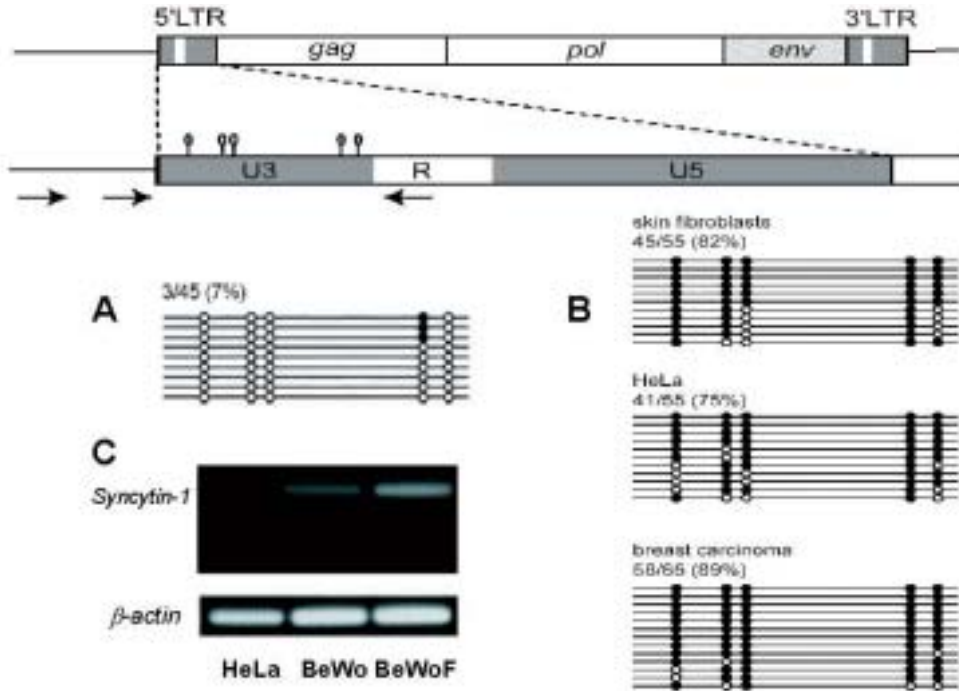 5'LTR
3'LTR
gag
pol
env
U3
R
U5
A
3/45 (7%)
B
skin fibroblasts
45/55 (82%)
HeLa
41/55 (75%)
breast carcinoma
58/65 (89%)
C
Syncytin-1
β-actin
HeLa BeWo BeWoF